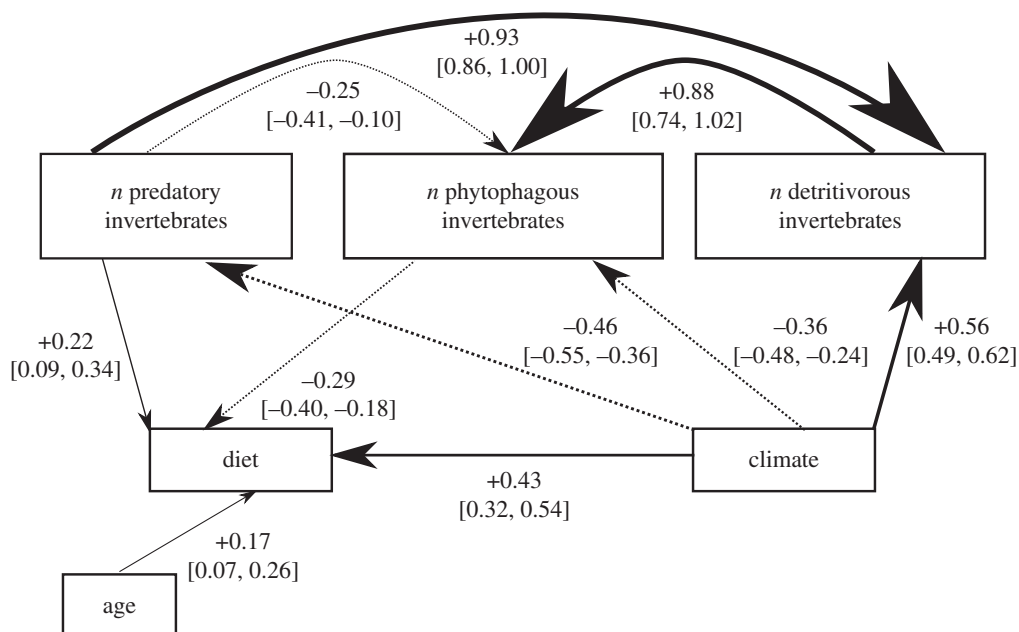 +0.93
[0.86, 1.00]
–0.25
[–0.41, –0.10]
+0.88
[0.74, 1.02]
n predatory
invertebrates
n phytophagous
invertebrates
n detritivorous
invertebrates
+0.22
[0.09, 0.34]
–0.46
[–0.55, –0.36]
–0.36
[–0.48, –0.24]
+0.56
[0.49, 0.62]
–0.29
[–0.40, –0.18]
diet
climate
+0.43
[0.32, 0.54]
+0.17
[0.07, 0.26]
age